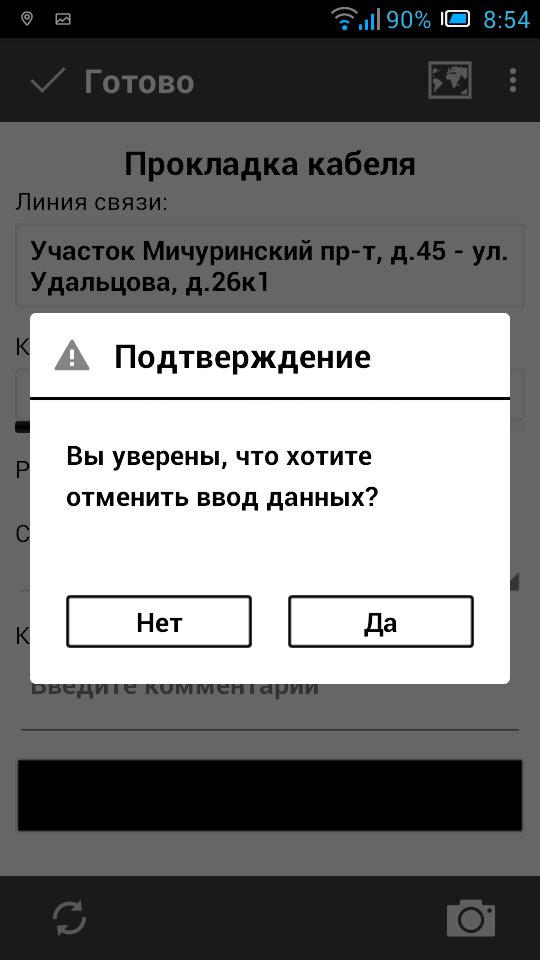 90% 8:54
Готово
Прокладка кабеля
Линия связи:
Участок Мичуринский пр-т, д.45 - ул.
Удальцова, д.26к1
К
Подтверждение
Вы уверены, что хотите
отменить ввод данных?
Р
С
Нет Да
К
Введите комментарий